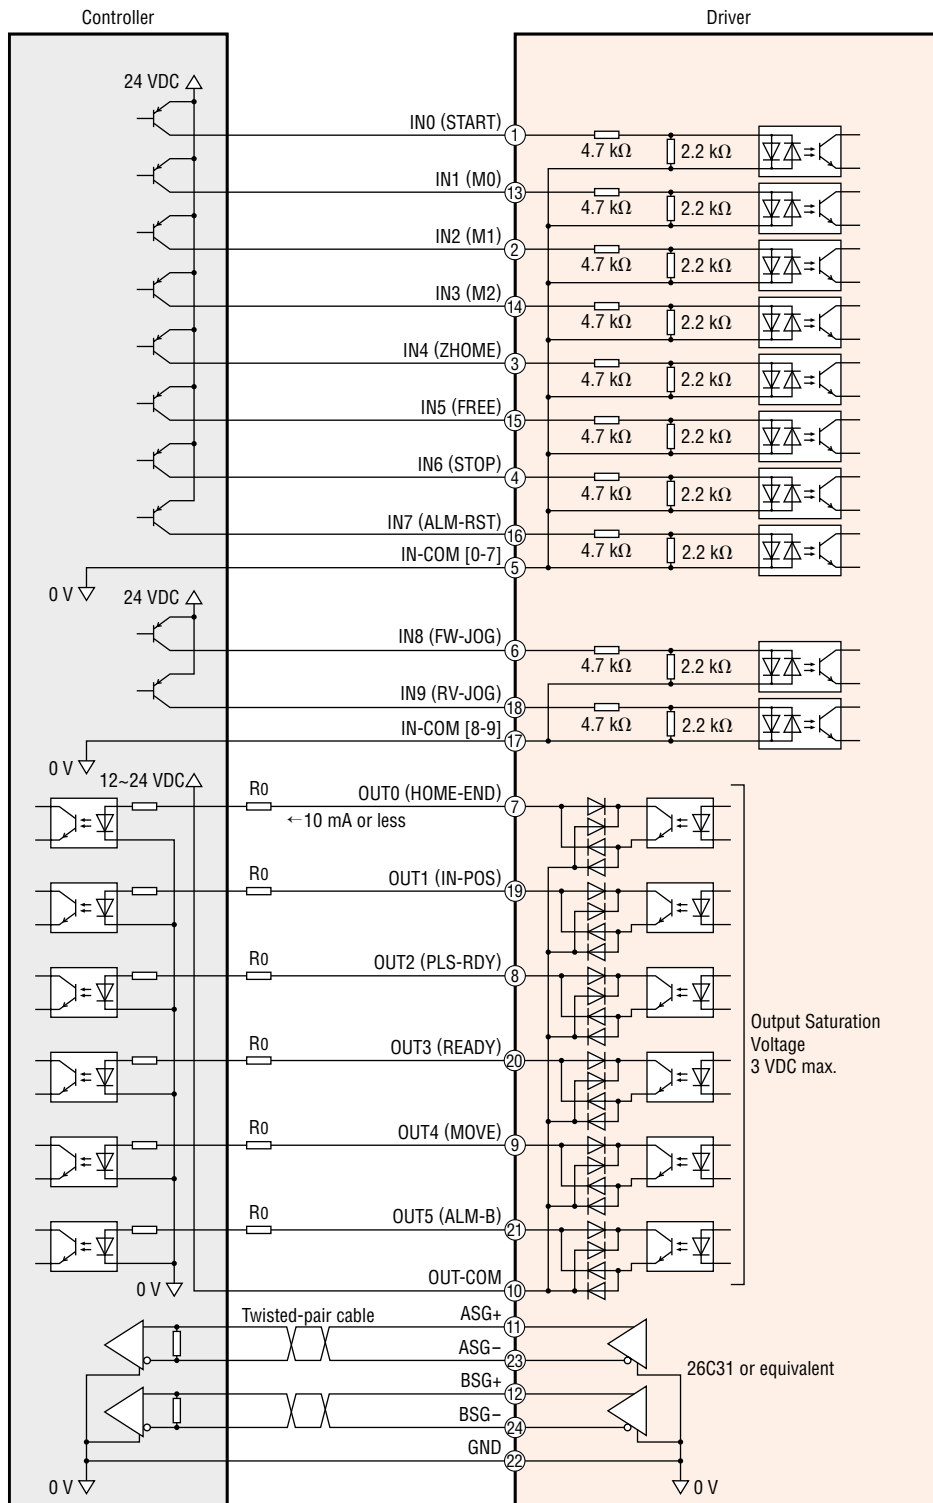 Controller
Driver
24 VDC
IN0 (START)
1
4.7 kΩ
2.2 kΩ
IN1 (M0)
13
4.7 kΩ
2.2 kΩ
IN2 (M1)
2
4.7 kΩ
2.2 kΩ
IN3 (M2)
14
4.7 kΩ
2.2 kΩ
IN4 (ZHOME)
3
4.7 kΩ
2.2 kΩ
IN5 (FREE)
15
4.7 kΩ
2.2 kΩ
IN6 (STOP)
4
4.7 kΩ
2.2 kΩ
IN7 (ALM-RST)
16
4.7 kΩ
2.2 kΩ
IN-COM [0-7]
5
0 V
24 VDC
IN8 (FW-JOG)
6
4.7 kΩ
2.2 kΩ
IN9 (RV-JOG)
18
4.7 kΩ
2.2 kΩ
IN-COM [8-9]
17
0 V
12~24 VDC
R0
OUT0 (HOME-END)
7
←10 mA or less
R0
OUT1 (IN-POS)
19
R0
OUT2 (PLS-RDY)
8
Output Saturation
Voltage
3 VDC max.
R0
OUT3 (READY)
20
R0
OUT4 (MOVE)
9
R0
OUT5 (ALM-B)
21
0 V
OUT-COM
10
Twisted-pair cable
ASG+
11
ASG−
23
26C31 or equivalent
BSG+
12
BSG−
24
GND
22
0 V
0 V